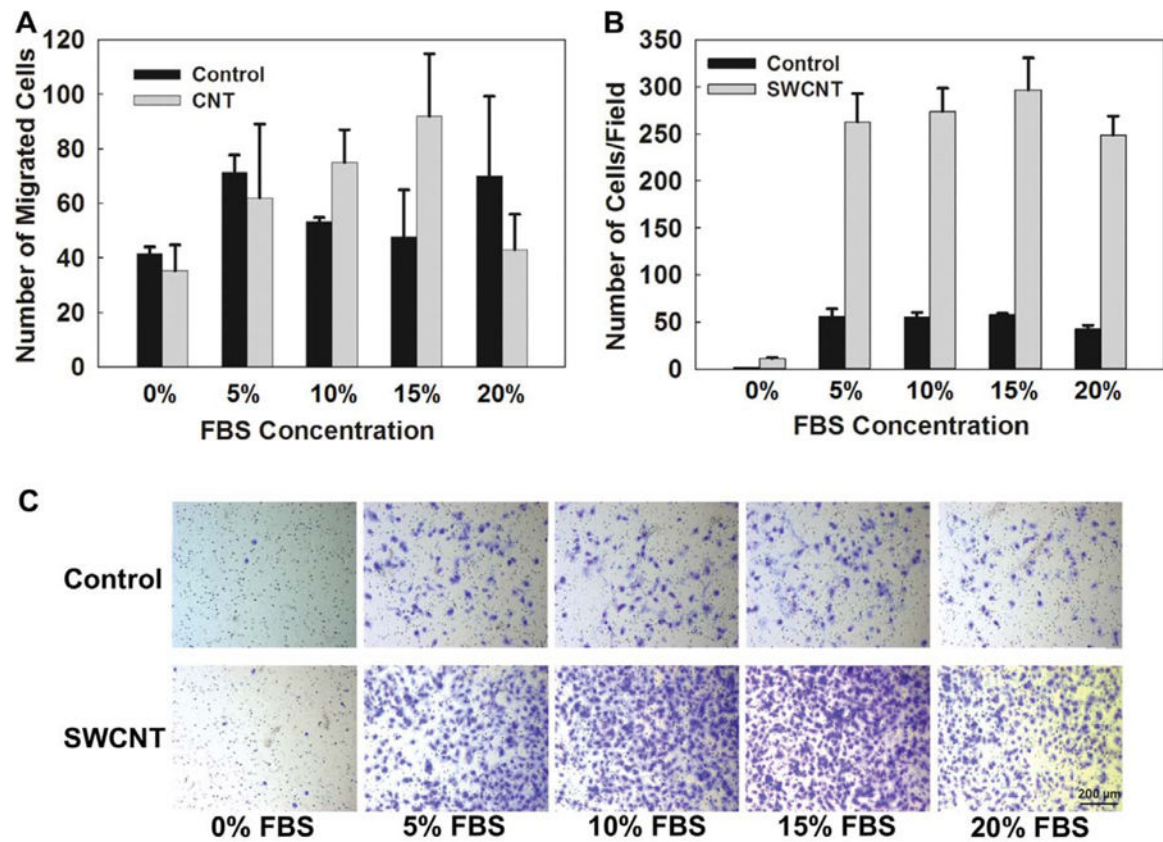 A
Number of Migrated Cells
120
100
80
60
40
20
0
Control
CNT
0% 5% 10% 15% 20%
FBS Concentration
B
Number of Cells/Field
350
300
250
200
150
100
50
0
Control
SWCNT
0% 5% 10% 15% 20%
FBS Concentration
C
Control
SWCNT
200 μm
0% FBS 5% FBS 10% FBS 15% FBS 20% FBS